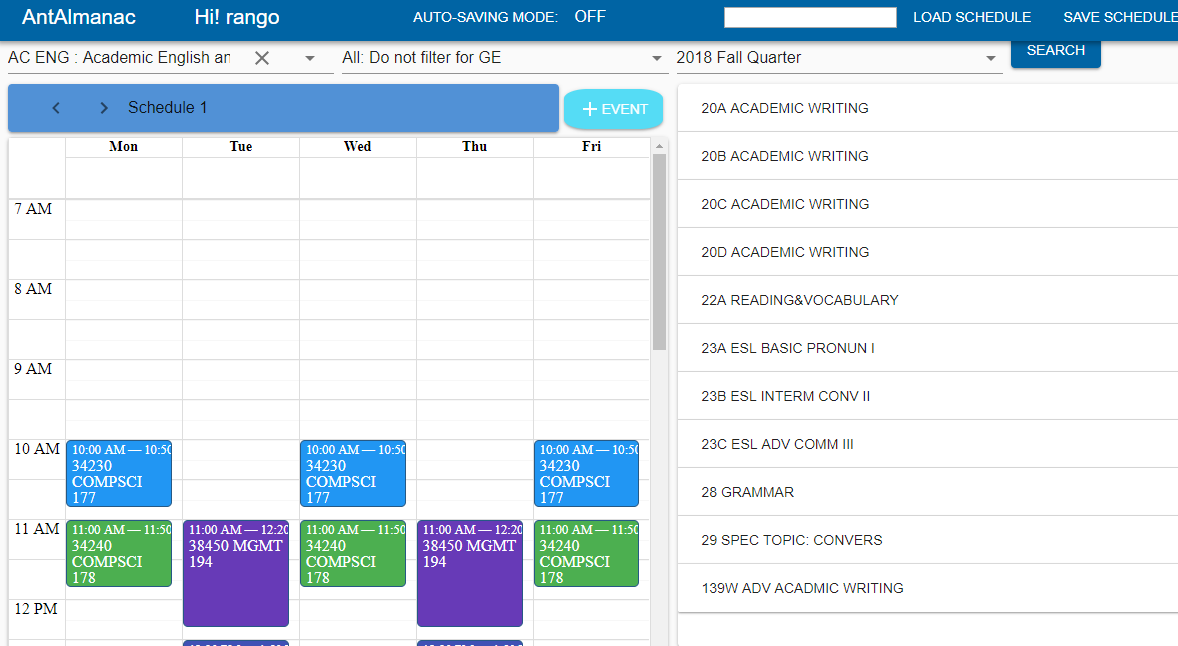 AntAlmanac Hi! rango AUTO-SAVING MODE: OFF LOAD SCHEDULE SAVE SCHEDULE
AC ENG : Academic English an All: Do not filter for GE 2018 Fall Quarter SEARCH
Schedule 1 + EVENT
Mon Tue Wed Thu Fri
7 AM
8 AM
9 AM
10 AM
11 AM
12 PM
10:00 AM — 10:50
34230
COMPSCI
177
10:00 AM — 10:50
34230
COMPSCI
177
10:00 AM — 10:50
34230
COMPSCI
177
11:00 AM — 11:50
34240
COMPSCI
178
11:00 AM — 12:20
38450 MGMT
194
11:00 AM — 11:50
34240
COMPSCI
178
11:00 AM — 12:20
38450 MGMT
194
11:00 AM — 11:50
34240
COMPSCI
178
20A ACADEMIC WRITING
20B ACADEMIC WRITING
20C ACADEMIC WRITING
20D ACADEMIC WRITING
22A READING&VOCABULARY
23A ESL BASIC PRONUN I
23B ESL INTERM CONV II
23C ESL ADV COMM III
28 GRAMMAR
29 SPEC TOPIC: CONVERS
139W ADV ACADMIC WRITING